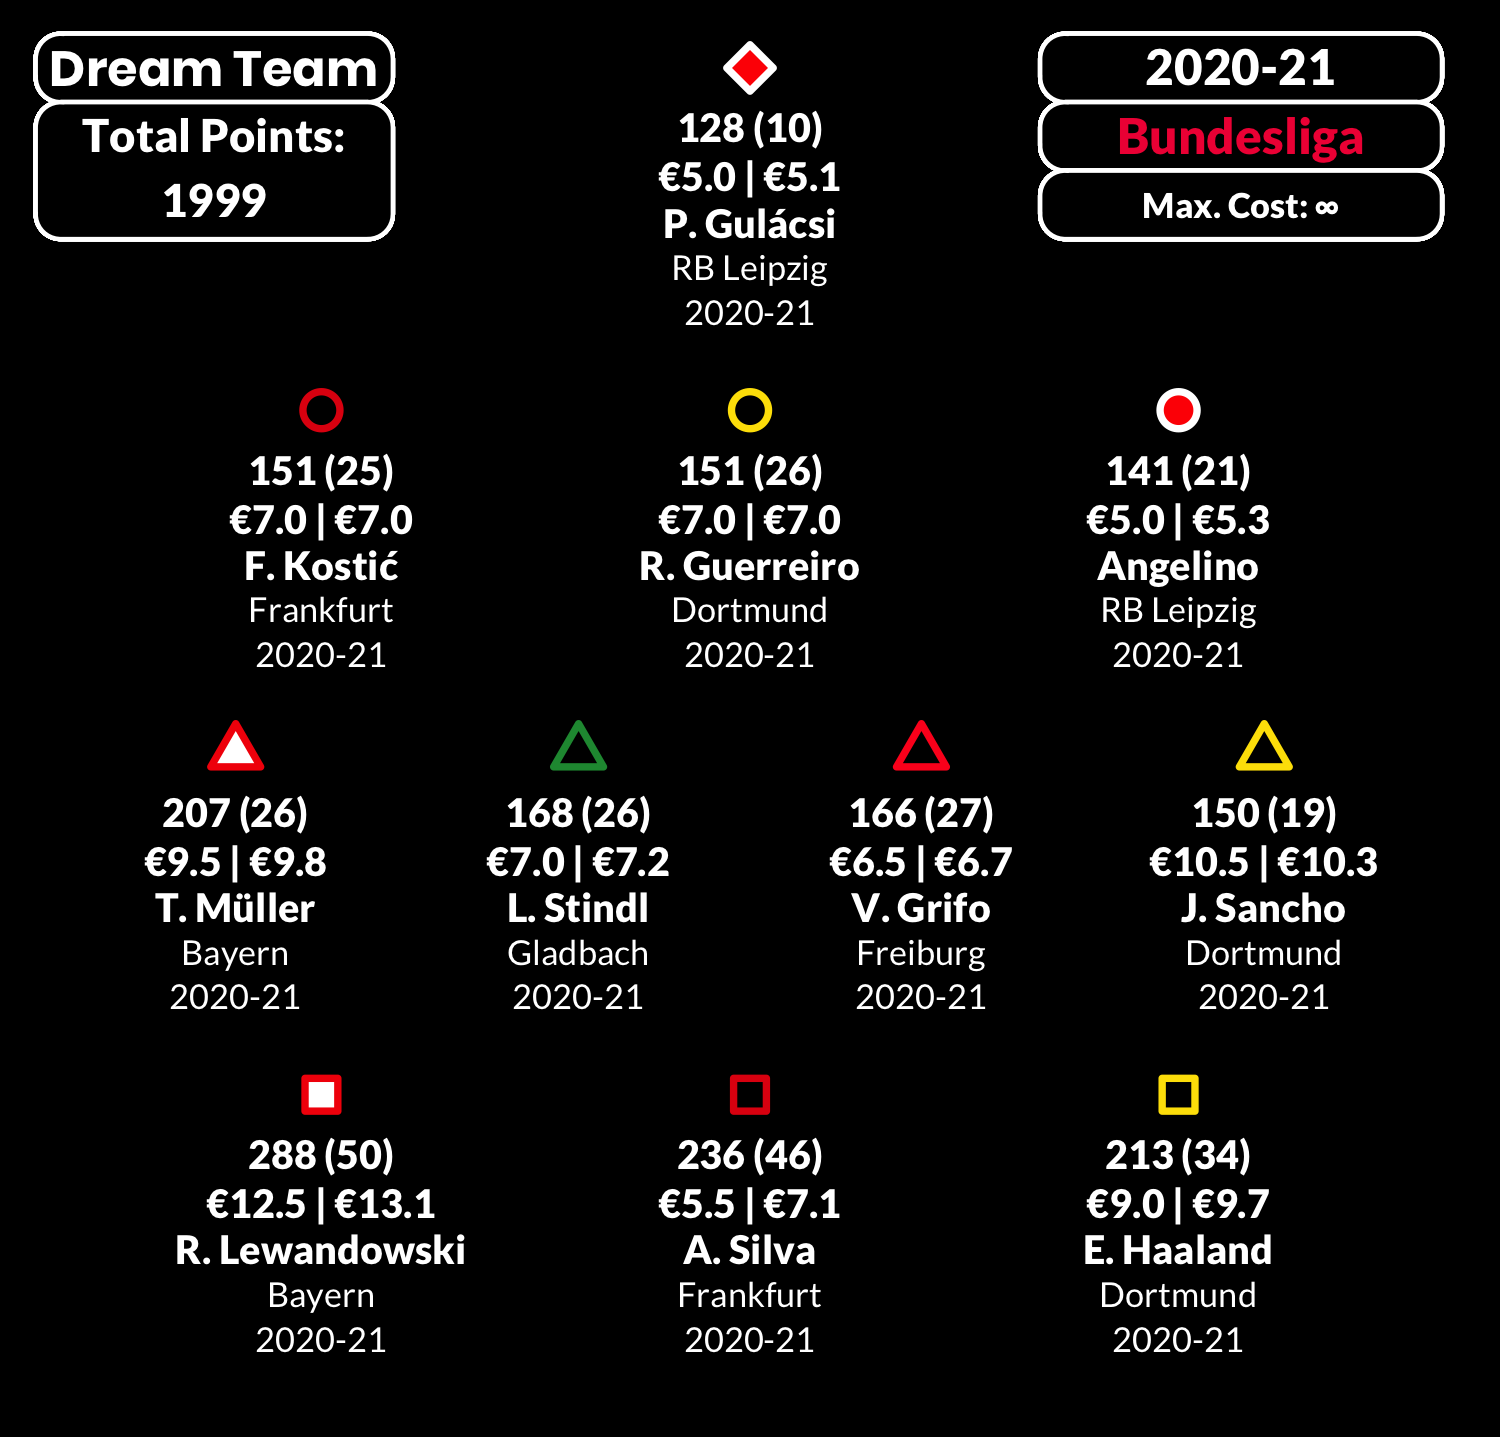 Dream Team
Total Points:
1999
2020-21
Bundesliga
Max. Cost: ∞
128 (10)
€5.0 | €5.1
P. Gulácsi
RB Leipzig
2020-21
151 (25)
€7.0 | €7.0
F. Kostić
Frankfurt
2020-21
151 (26)
€7.0 | €7.0
R. Guerreiro
Dortmund
2020-21
141 (21)
€5.0 | €5.3
Angelino
RB Leipzig
2020-21
207 (26)
€9.5 | €9.8
T. Müller
Bayern
2020-21
168 (26)
€7.0 | €7.2
L. Stindl
Gladbach
2020-21
166 (27)
€6.5 | €6.7
V. Grifo
Freiburg
2020-21
150 (19)
€10.5 | €10.3
J. Sancho
Dortmund
2020-21
288 (50)
€12.5 | €13.1
R. Lewandowski
Bayern
2020-21
236 (46)
€5.5 | €7.1
A. Silva
Frankfurt
2020-21
213 (34)
€9.0 | €9.7
E. Haaland
Dortmund
2020-21